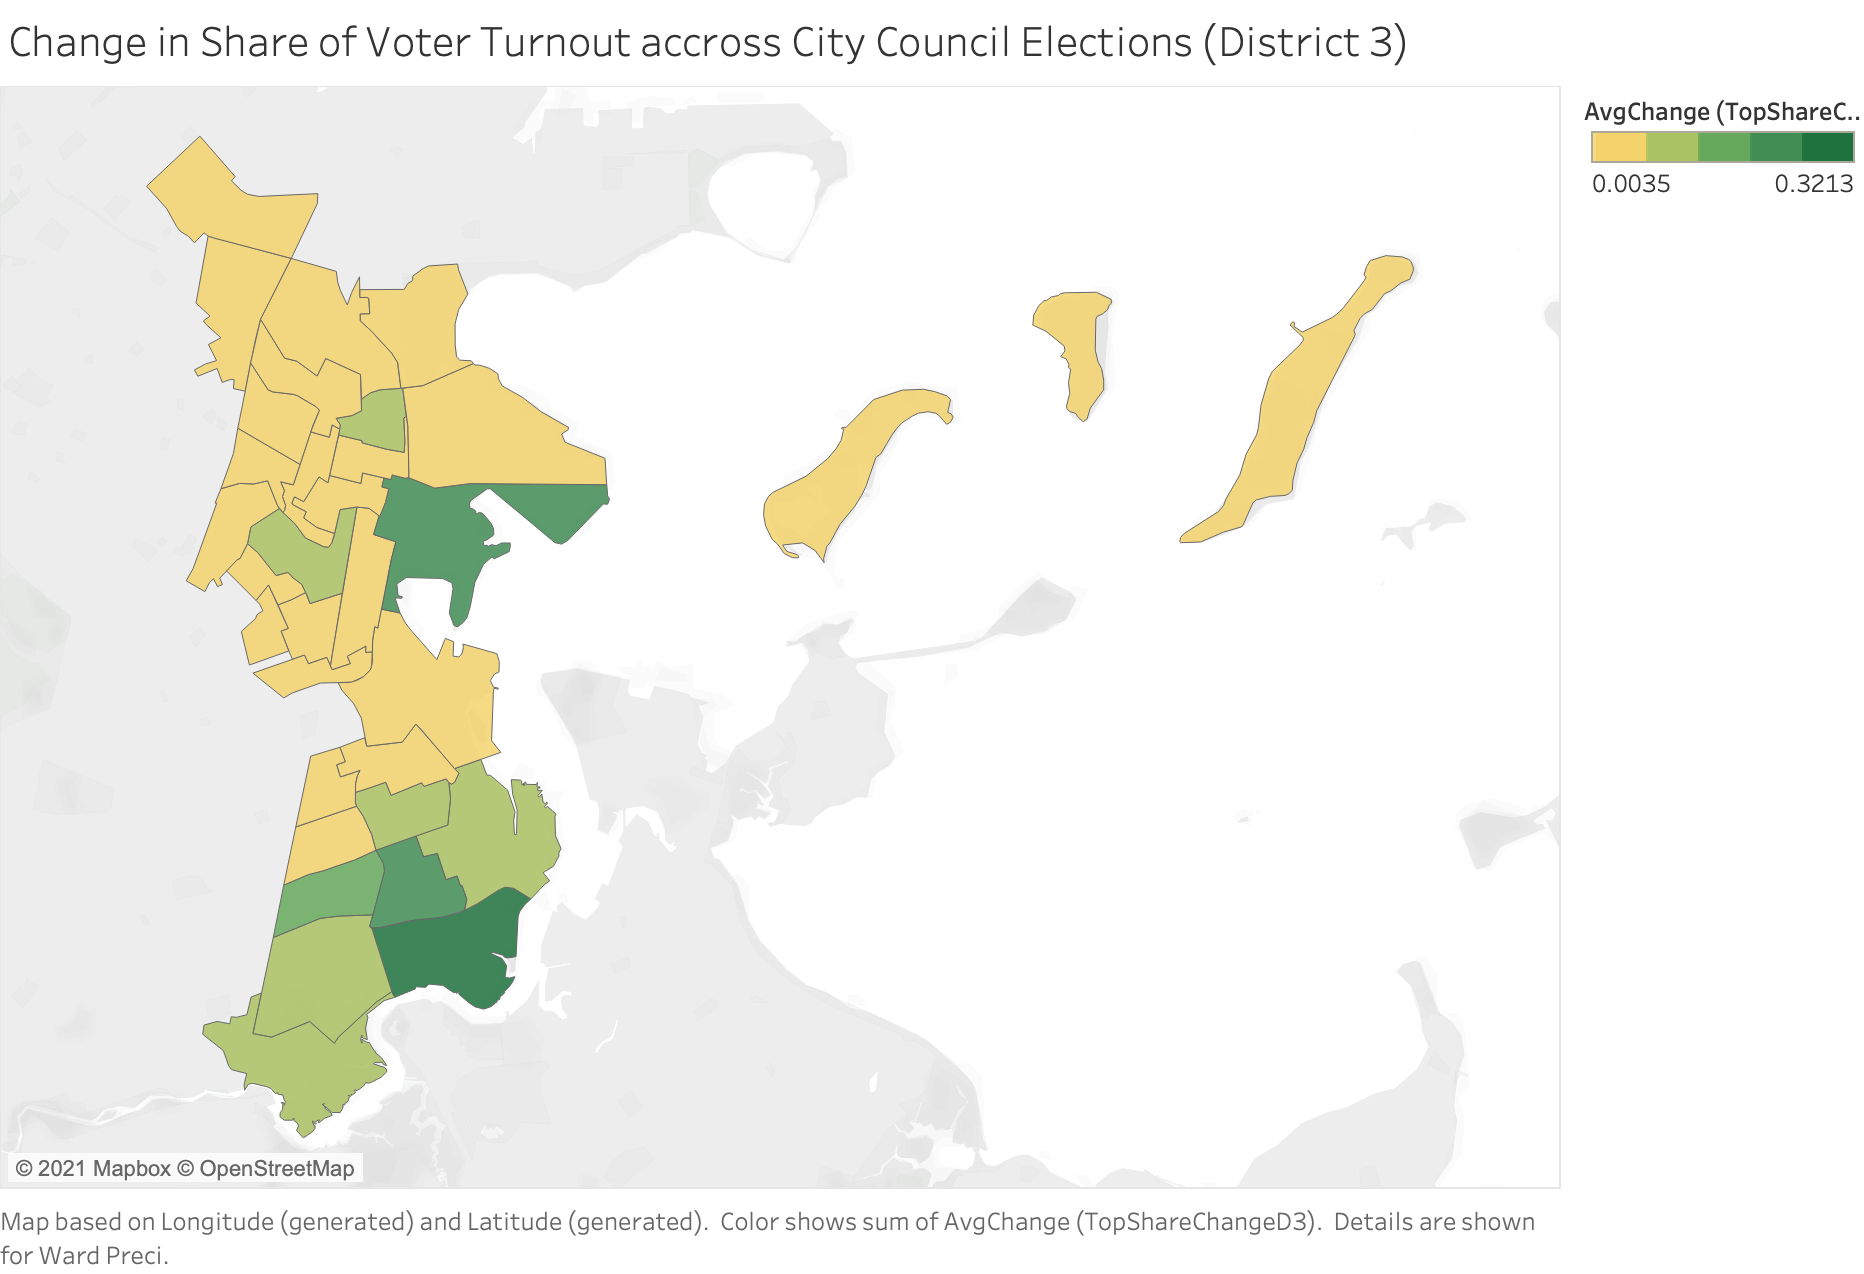 Change in Share of Voter Turnout accross City Council Elections (District 3)
AvgChange (TopShareC..
0.0035 0.3213
© 2021 Mapbox © OpenStreetMap
Map based on Longitude (generated) and Latitude (generated).  Color shows sum of AvgChange (TopShareChangeD3).  Details are shown
for Ward Preci.